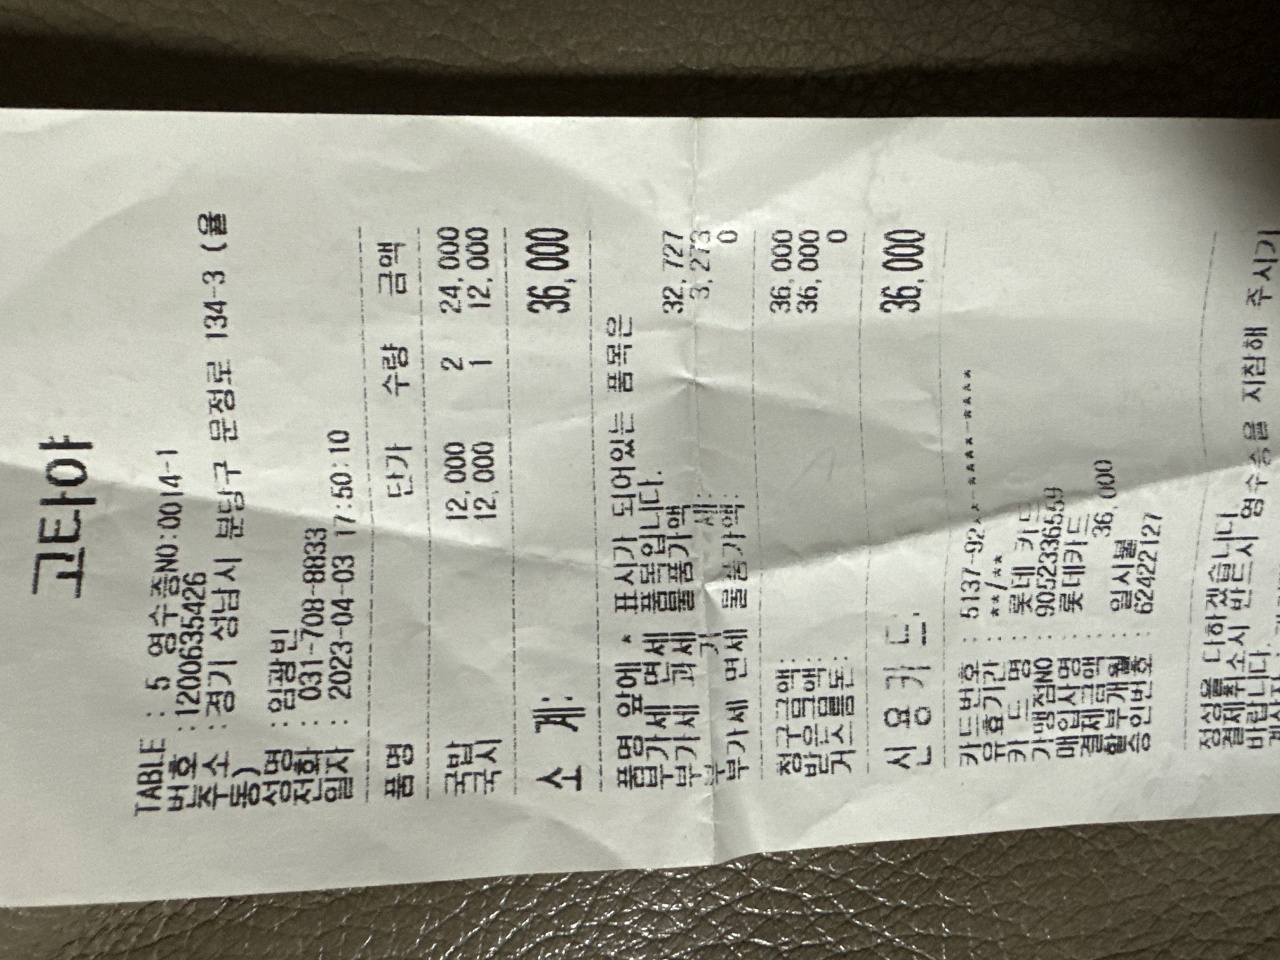 고타야
TABLE : 5 영수증NO:0014-1
번호 : 1200635426
주소 : 경기 성남시 분당구 문정로 134-3 (율
동)
성명 : 임광빈
전화 : 031-708-8833
일자 : 2023-04-03 17:50:10
품명 단가 수량 금액
국밥 12,000 2 24,000
국시 12,000 1 12,000
소 계: 36,000
품명 앞에 * 표시가 되어있는 품목은
부가세 면세 품목입니다.
부가세 과세 물품가액 32,727
부 가 세: 3,273
부가세 면세 물품가액: 0
청구금액: 36,000
받은금액: 36,000
거스름돈: 0
신용카드: 36,000
카드번호 : 5137-92**-****-****
유효기간 : **/**
카 드 명 : 롯데 카드
가맹점NO : 9052336559
매입사명 : 롯데카드
결제금액 : 36,000
할부개월 : 일시불
승인번호 : 62422127
정성을 다하겠습니다.
결제취소시 반드시 영수증을 지참해 주시기
바랍니다.